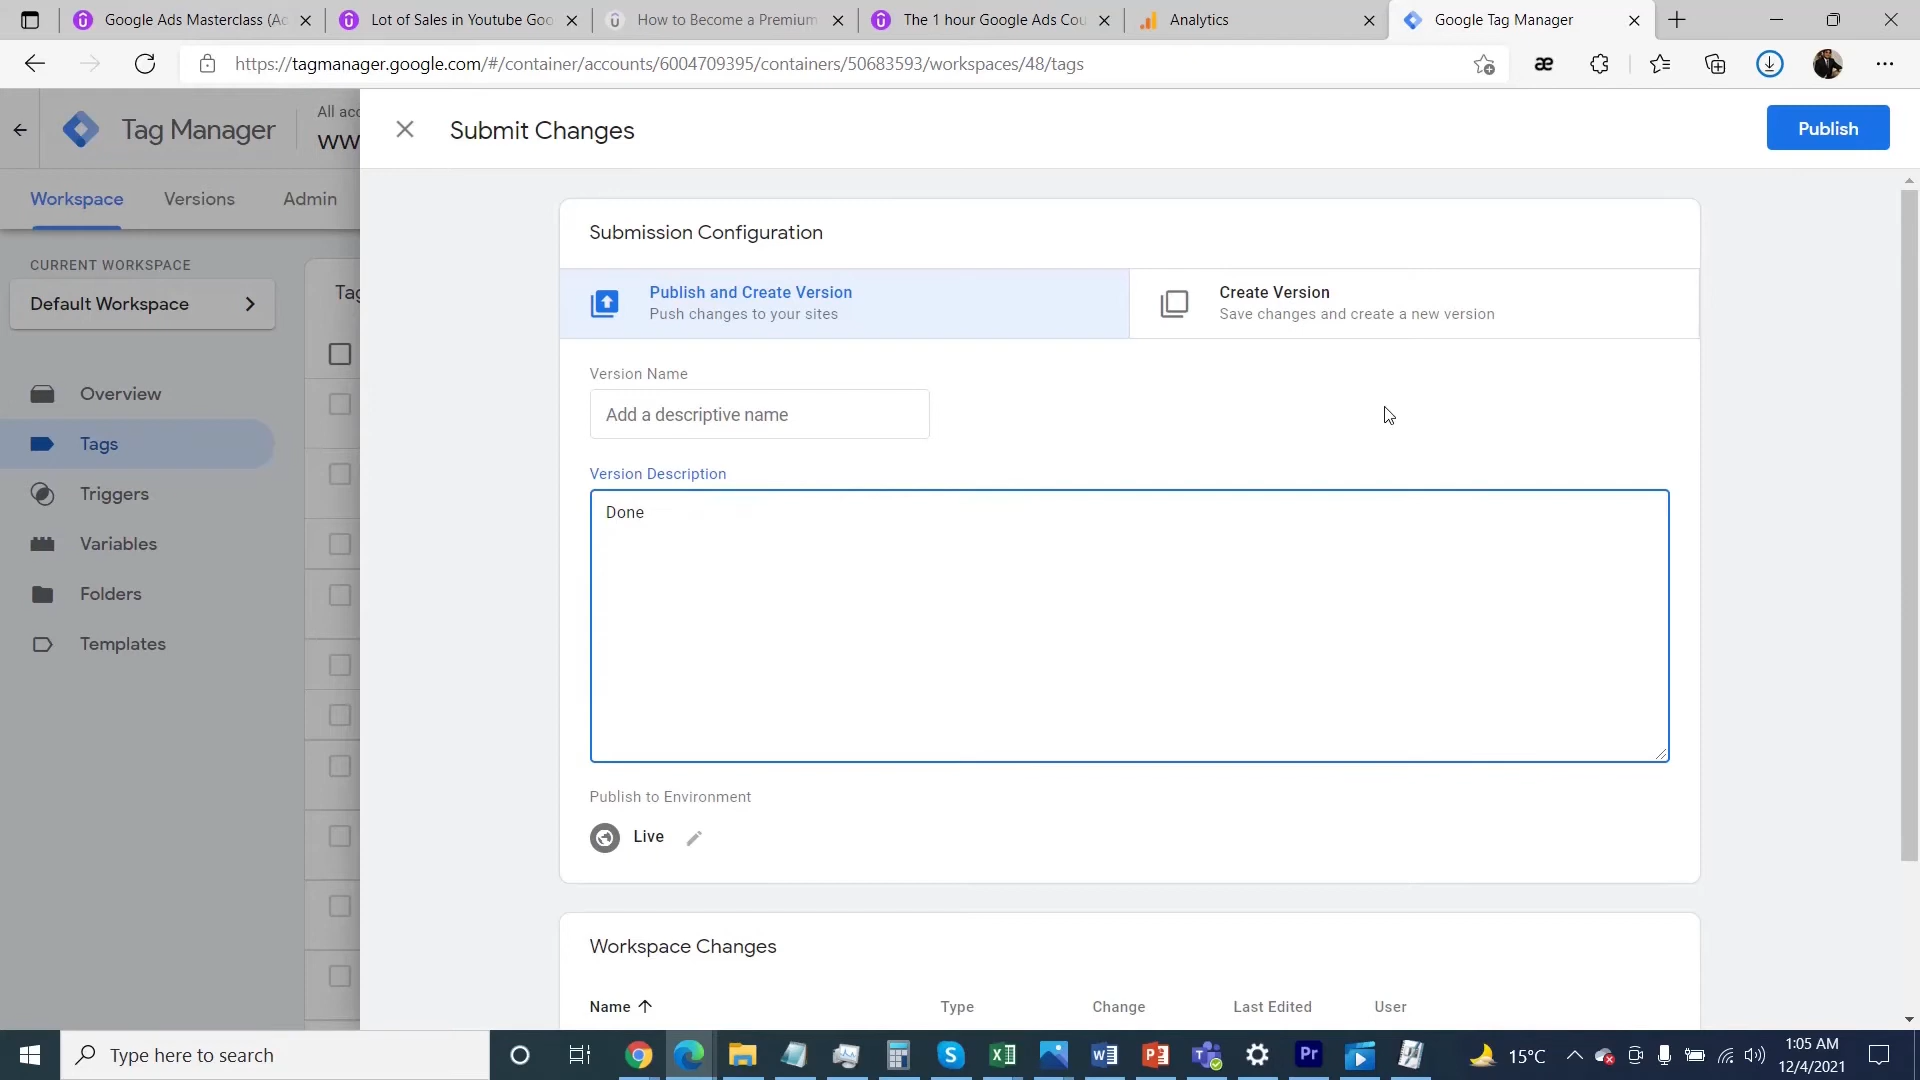 Google Ads Masterclass (Ad
Lot of Sales in Youtube Goo
How to Become a Premium
The 1 hour Google Ads Cou
Analytics
Google Tag Manager
https://tagmanager.google.com/#/container/accounts/6004709395/containers/50683593/workspaces/48/tags
æ
Tag Manager
All acc
ww
Submit Changes
Publish
Workspace
Versions
Admin
CURRENT WORKSPACE
Default Workspace
Overview
Tags
Triggers
Variables
Folders
Templates
Tag
Submission Configuration
Publish and Create Version
Push changes to your sites
Create Version
Save changes and create a new version
Version Name
Add a descriptive name
Version Description
Done
Publish to Environment
Live
Workspace Changes
Name
Type
Change
Last Edited
User
Type here to search
Pr
15°C
1:05 AM
12/4/2021